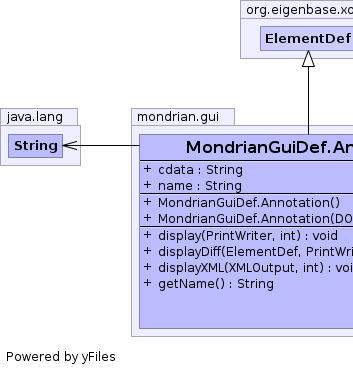 org.eigenbase.xo
ElementDef
java.lang
String
mondrian.gui
MondrianGuiDef.An
+ cdata : String
+ name : String
+ MondrianGuiDef.Annotation()
+ MondrianGuiDef.Annotation(DO
+ display(PrintWriter, int) : void
+ displayDiff(ElementDef, PrintWri
+ displayXML(XMLOutput, int) : voi
+ getName() : String
Powered by yFiles